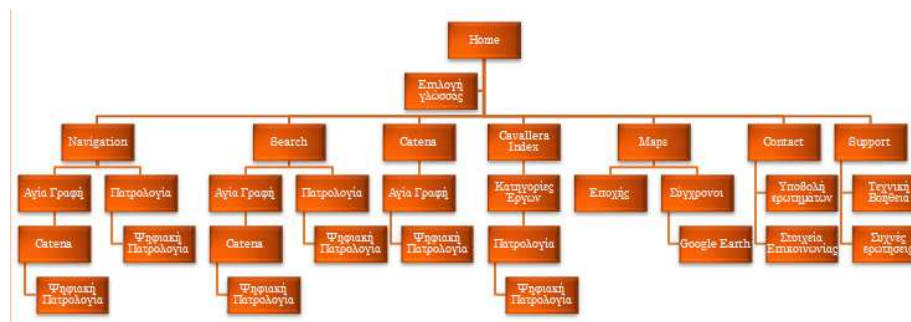 Home
Επιλογή
γλώσσας
Navigation
Search
Catena
Cavallera
Index
Maps
Contact
Support
Αγία Γραφή
Πατρολογία
Αγία Γραφή
Πατρολογία
Αγία Γραφή
Κατηγορίες
Έργων
Εποχής
Σύγχρονοι
Υποβολή
ερωτημάτων
Τεχνική
Βοήθεια
Catena
Ψηφιακή
Πατρολογία
Catena
Ψηφιακή
Πατρολογία
Ψηφιακή
Πατρολογία
Πατρολογία
Google Earth
Στοιχεία
Επικοινωνίας
Συχνές
ερωτήσεις
Ψηφιακή
Πατρολογία
Ψηφιακή
Πατρολογία
Ψηφιακή
Πατρολογία